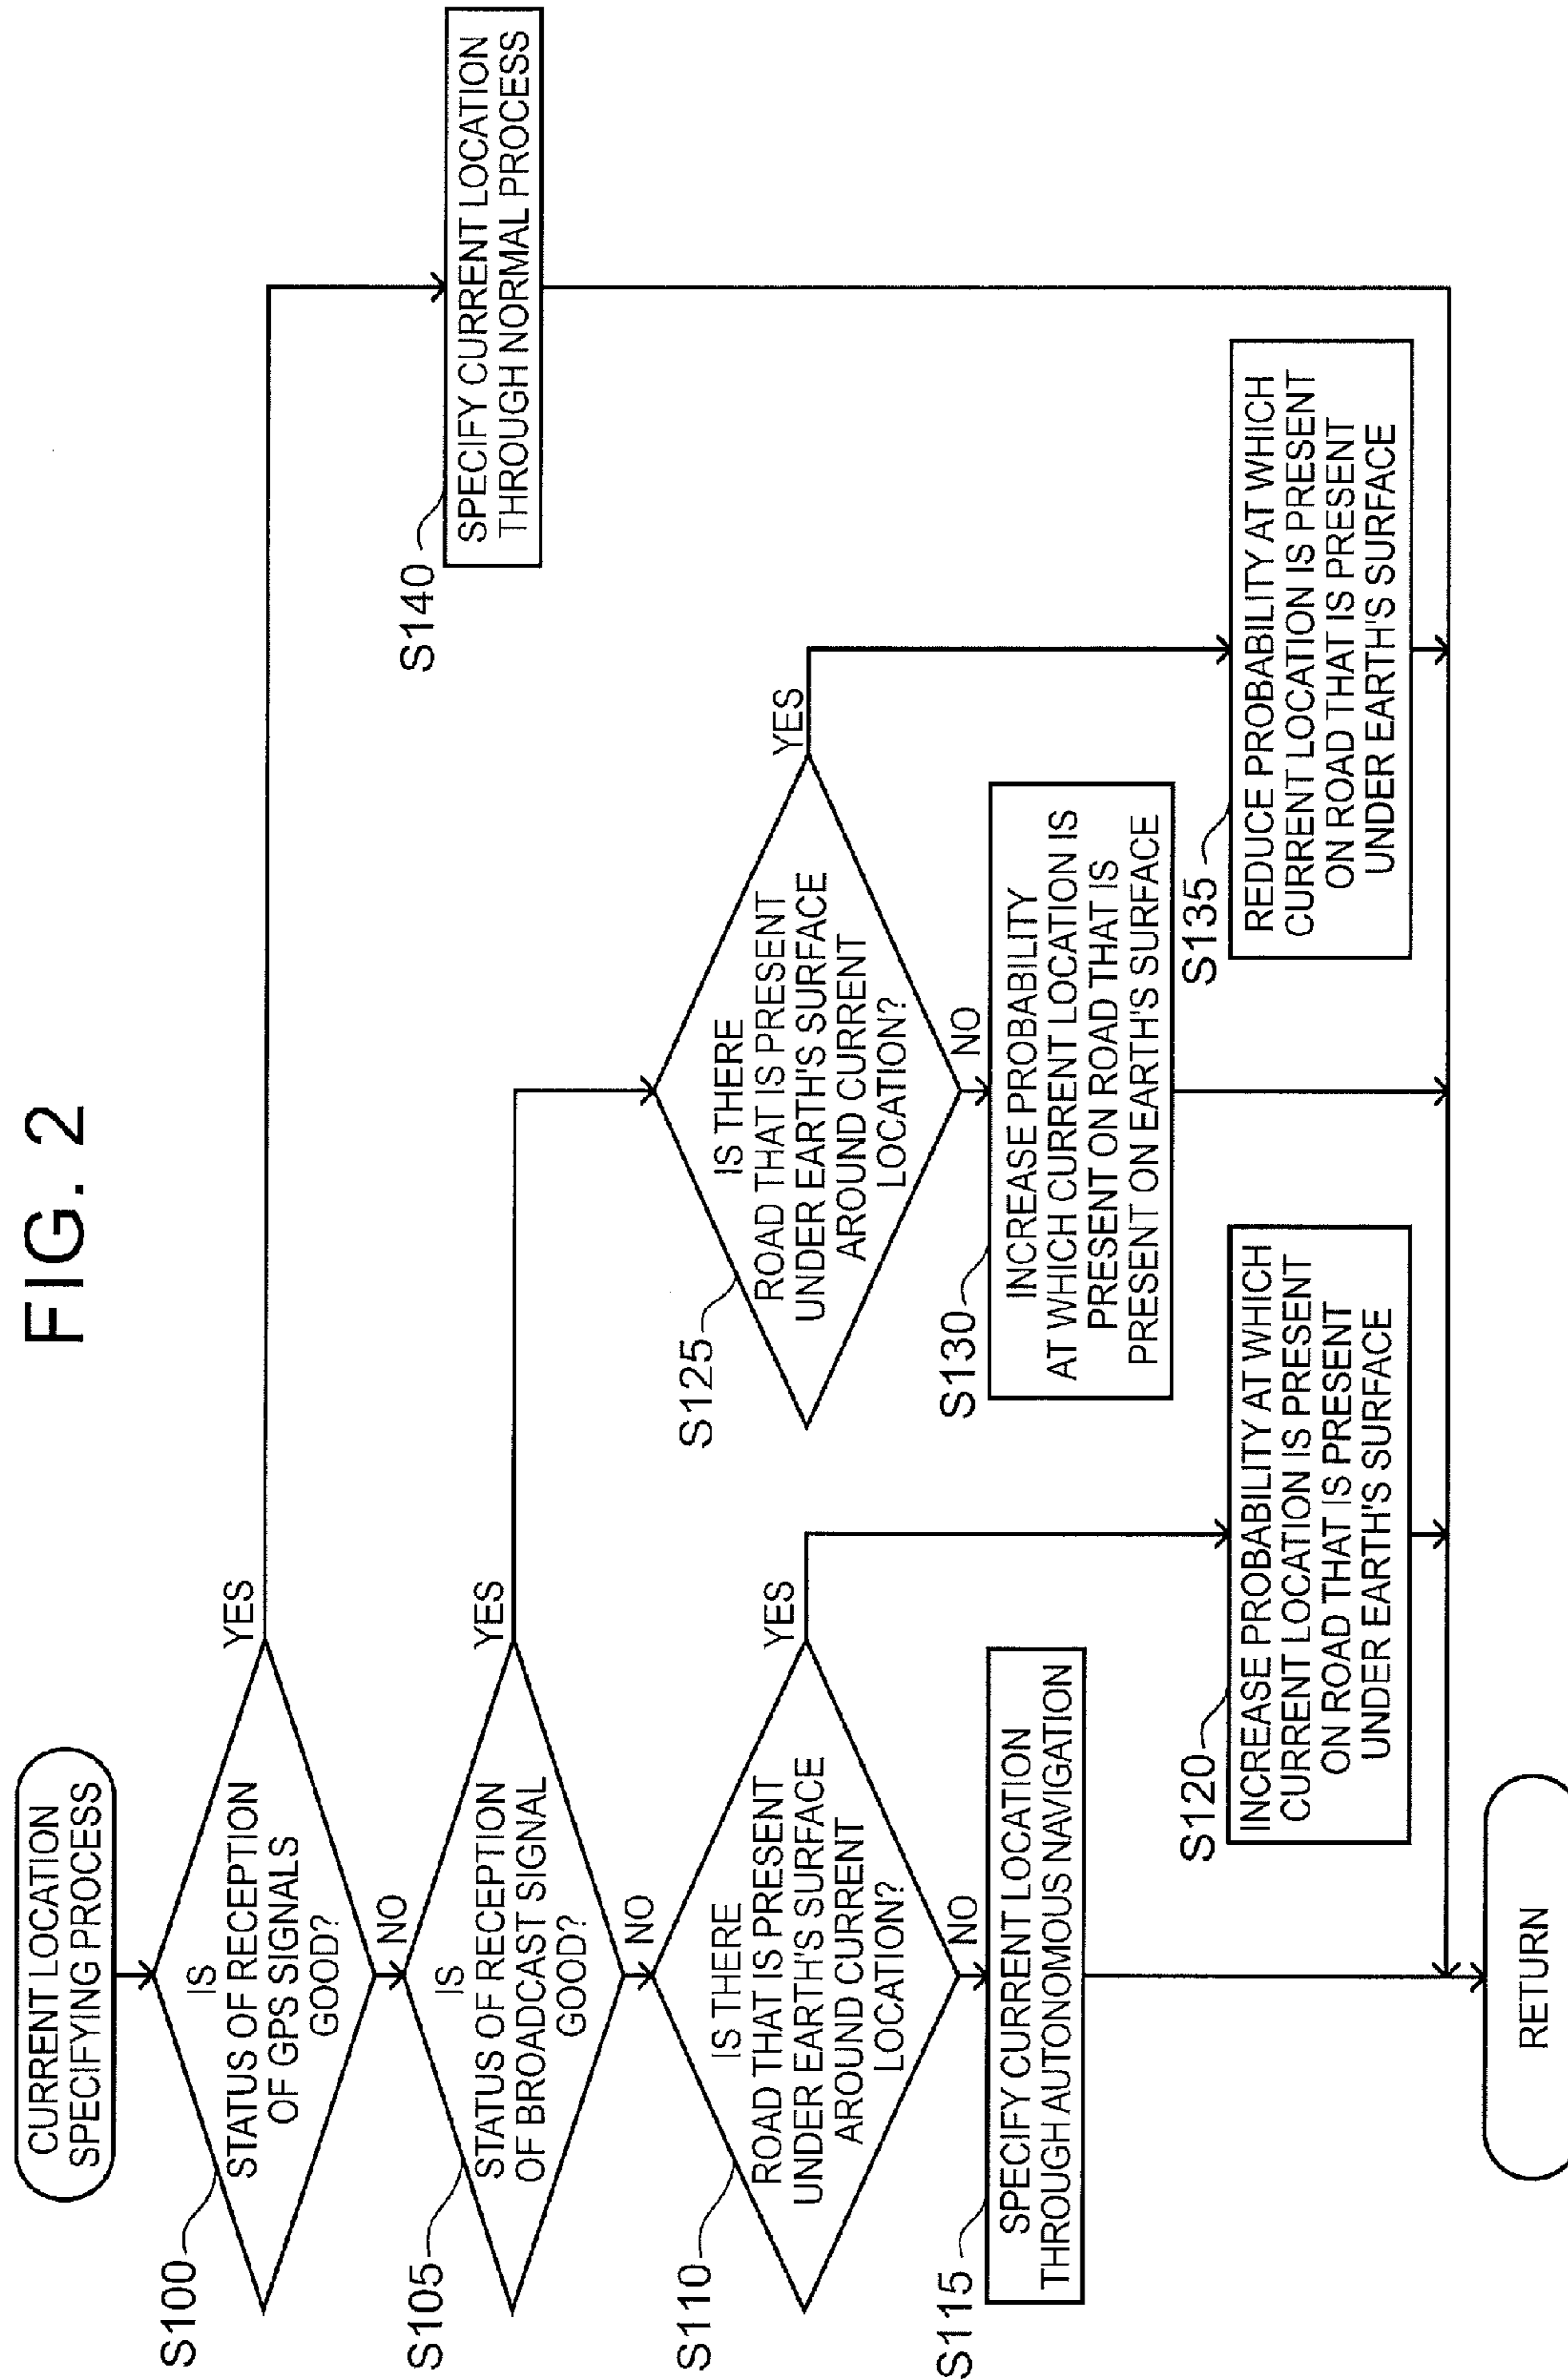 FIG. 2
CURRENT LOCATION
SPECIFYING PROCESS
S100
IS
STATUS OF RECEPTION
OF GPS SIGNALS
GOOD?
YES
NO
S105
IS
STATUS OF RECEPTION
OF BROADCAST SIGNAL
GOOD?
YES
NO
S110
IS THERE
ROAD THAT IS PRESENT
UNDER EARTH'S SURFACE
AROUND CURRENT
LOCATION?
YES
NO
S115
SPECIFY CURRENT LOCATION
THROUGH AUTONOMOUS NAVIGATION
S120
INCREASE PROBABILITY AT WHICH
CURRENT LOCATION IS PRESENT
ON ROAD THAT IS PRESENT
UNDER EARTH'S SURFACE
S125
IS THERE
ROAD THAT IS PRESENT
UNDER EARTH'S SURFACE
AROUND CURRENT
LOCATION?
YES
NO
S130
INCREASE PROBABILITY
AT WHICH CURRENT LOCATION IS
PRESENT ON ROAD THAT IS
PRESENT ON EARTH'S SURFACE
S135
REDUCE PROBABILITY AT WHICH
CURRENT LOCATION IS PRESENT
ON ROAD THAT IS PRESENT
UNDER EARTH'S SURFACE
S140
SPECIFY CURRENT LOCATION
THROUGH NORMAL PROCESS
RETURN